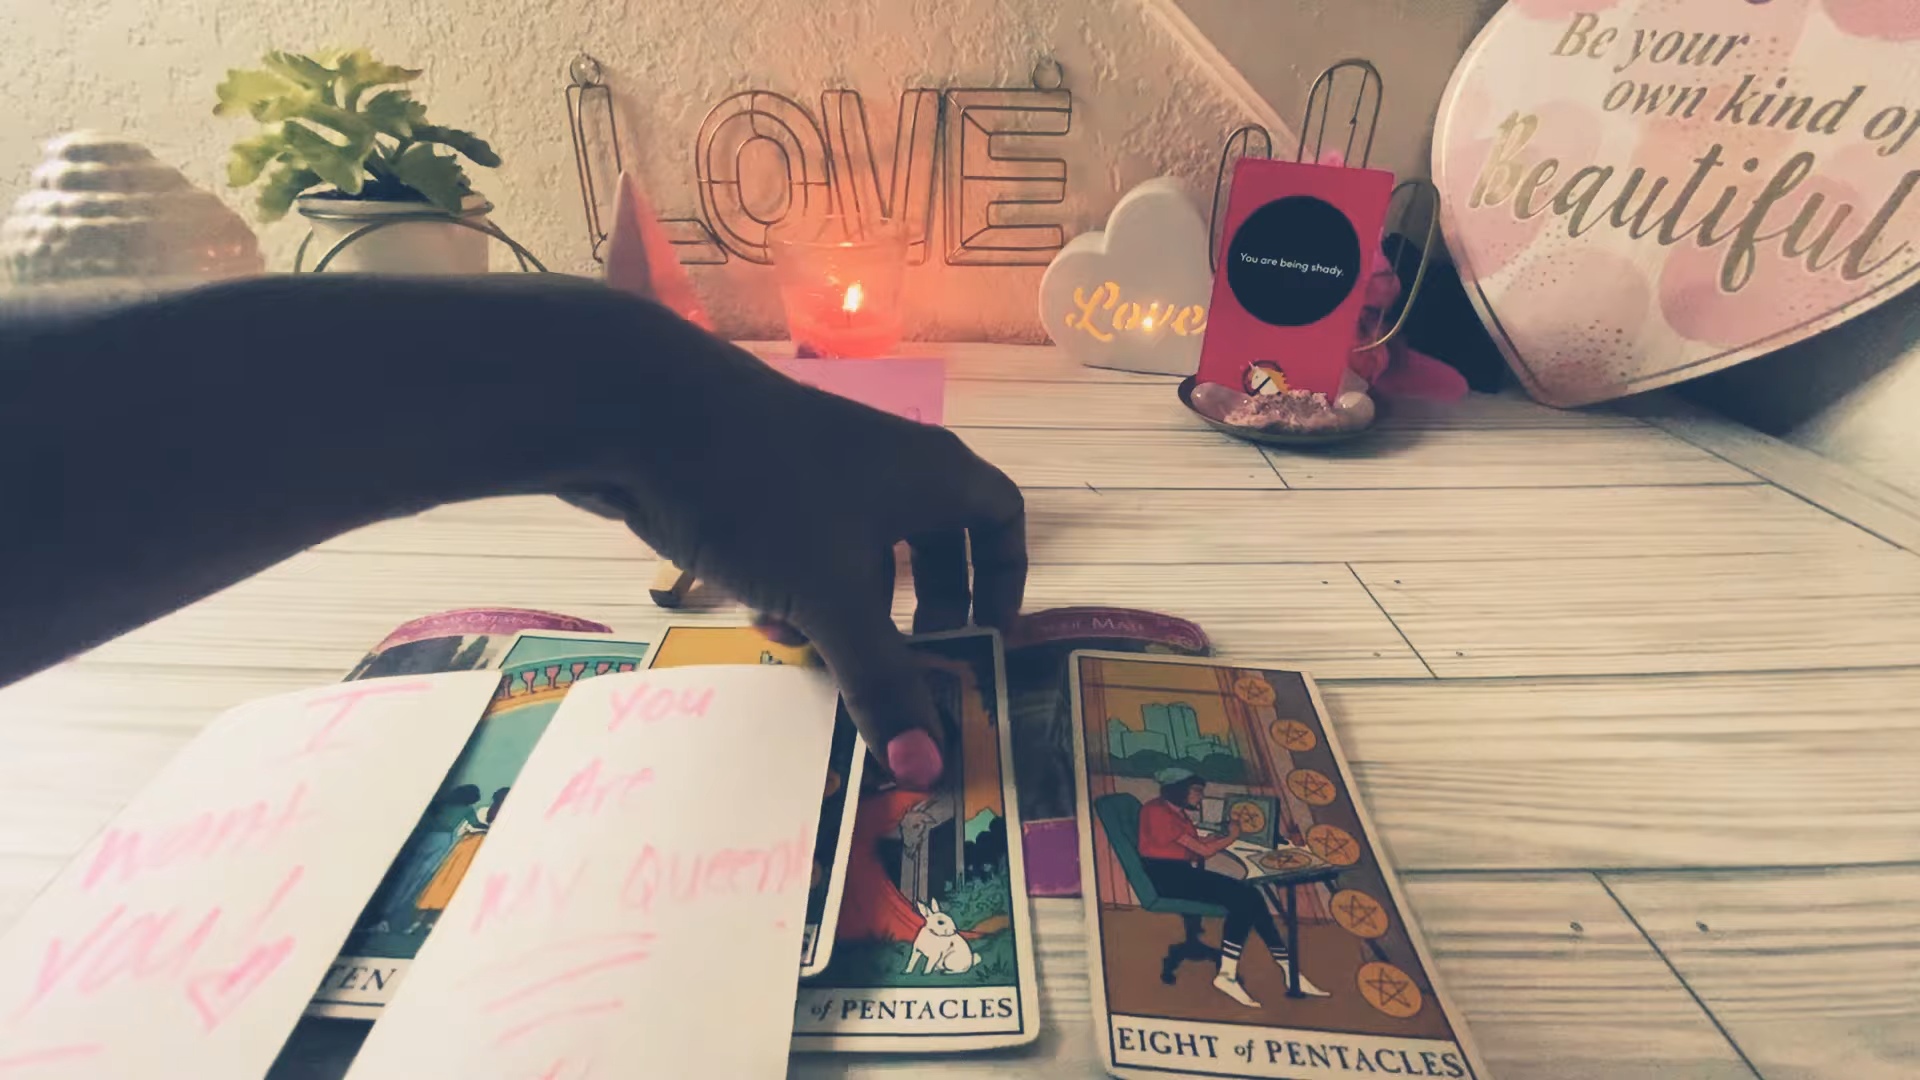 Be your
own kind of
Beautiful
LOVE
Love
You are being shady.
I
want
you!
You
Are
My Queen!
TEN
of PENTACLES
EIGHT of PENTACLES